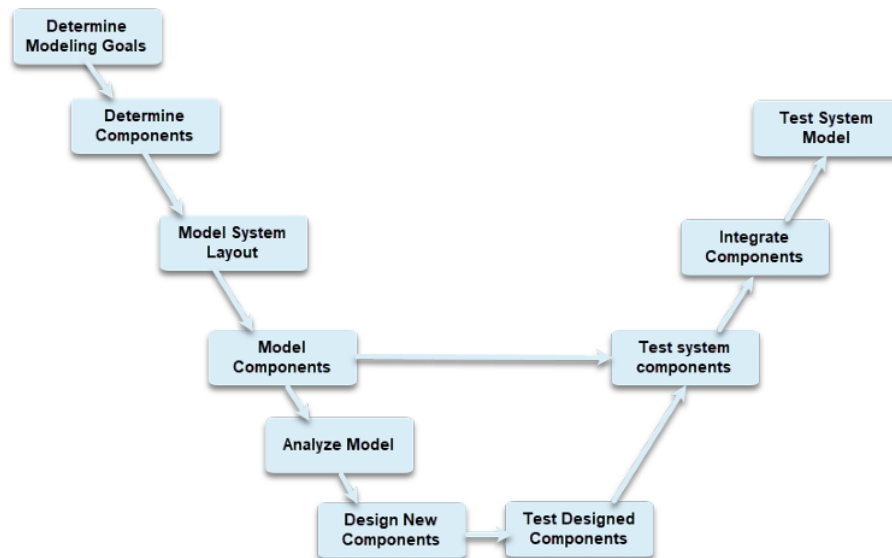 Determine
Modeling Goals
Determine
Components
Test System
Model
Model System
Layout
Integrate
Components
Model
Components
Test system
components
Analyze Model
Design New
Components
Test Designed
Components